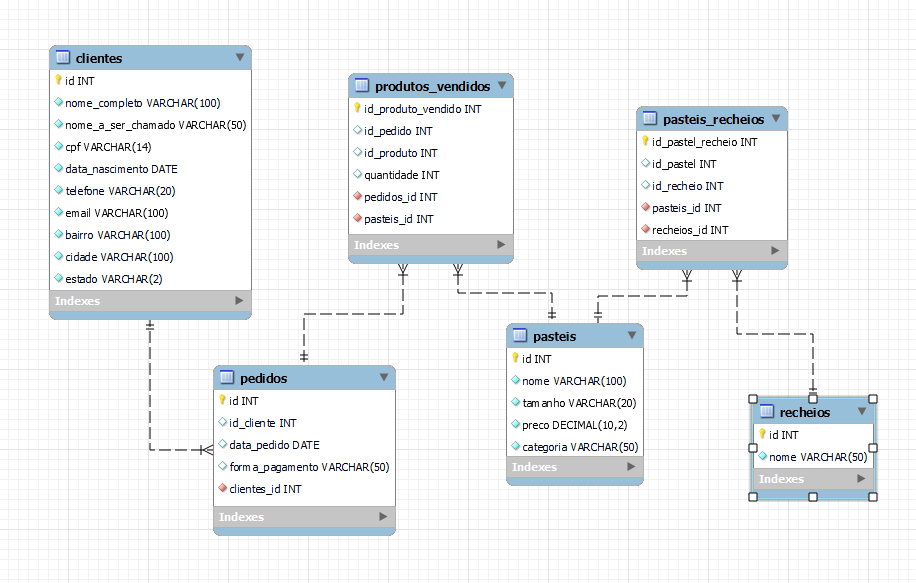 clientes
id INT
nome_completo VARCHAR(100)
nome_a_ser_chamado VARCHAR(50)
cpf VARCHAR(14)
data_nascimento DATE
telefone VARCHAR(20)
email VARCHAR(100)
bairro VARCHAR(100)
cidade VARCHAR(100)
estado VARCHAR(2)
Indexes
produtos_vendidos
id_produto_vendido INT
id_pedido INT
id_produto INT
quantidade INT
pedidos_id INT
pasteis_id INT
Indexes
pasteis_recheios
id_pastel_recheio INT
id_pastel INT
id_recheio INT
pasteis_id INT
recheios_id INT
Indexes
pedidos
id INT
id_cliente INT
data_pedido DATE
forma_pagamento VARCHAR(50)
clientes_id INT
Indexes
pasteis
id INT
nome VARCHAR(100)
tamanho VARCHAR(20)
preco DECIMAL(10,2)
categoria VARCHAR(50)
Indexes
recheios
id INT
nome VARCHAR(50)
Indexes